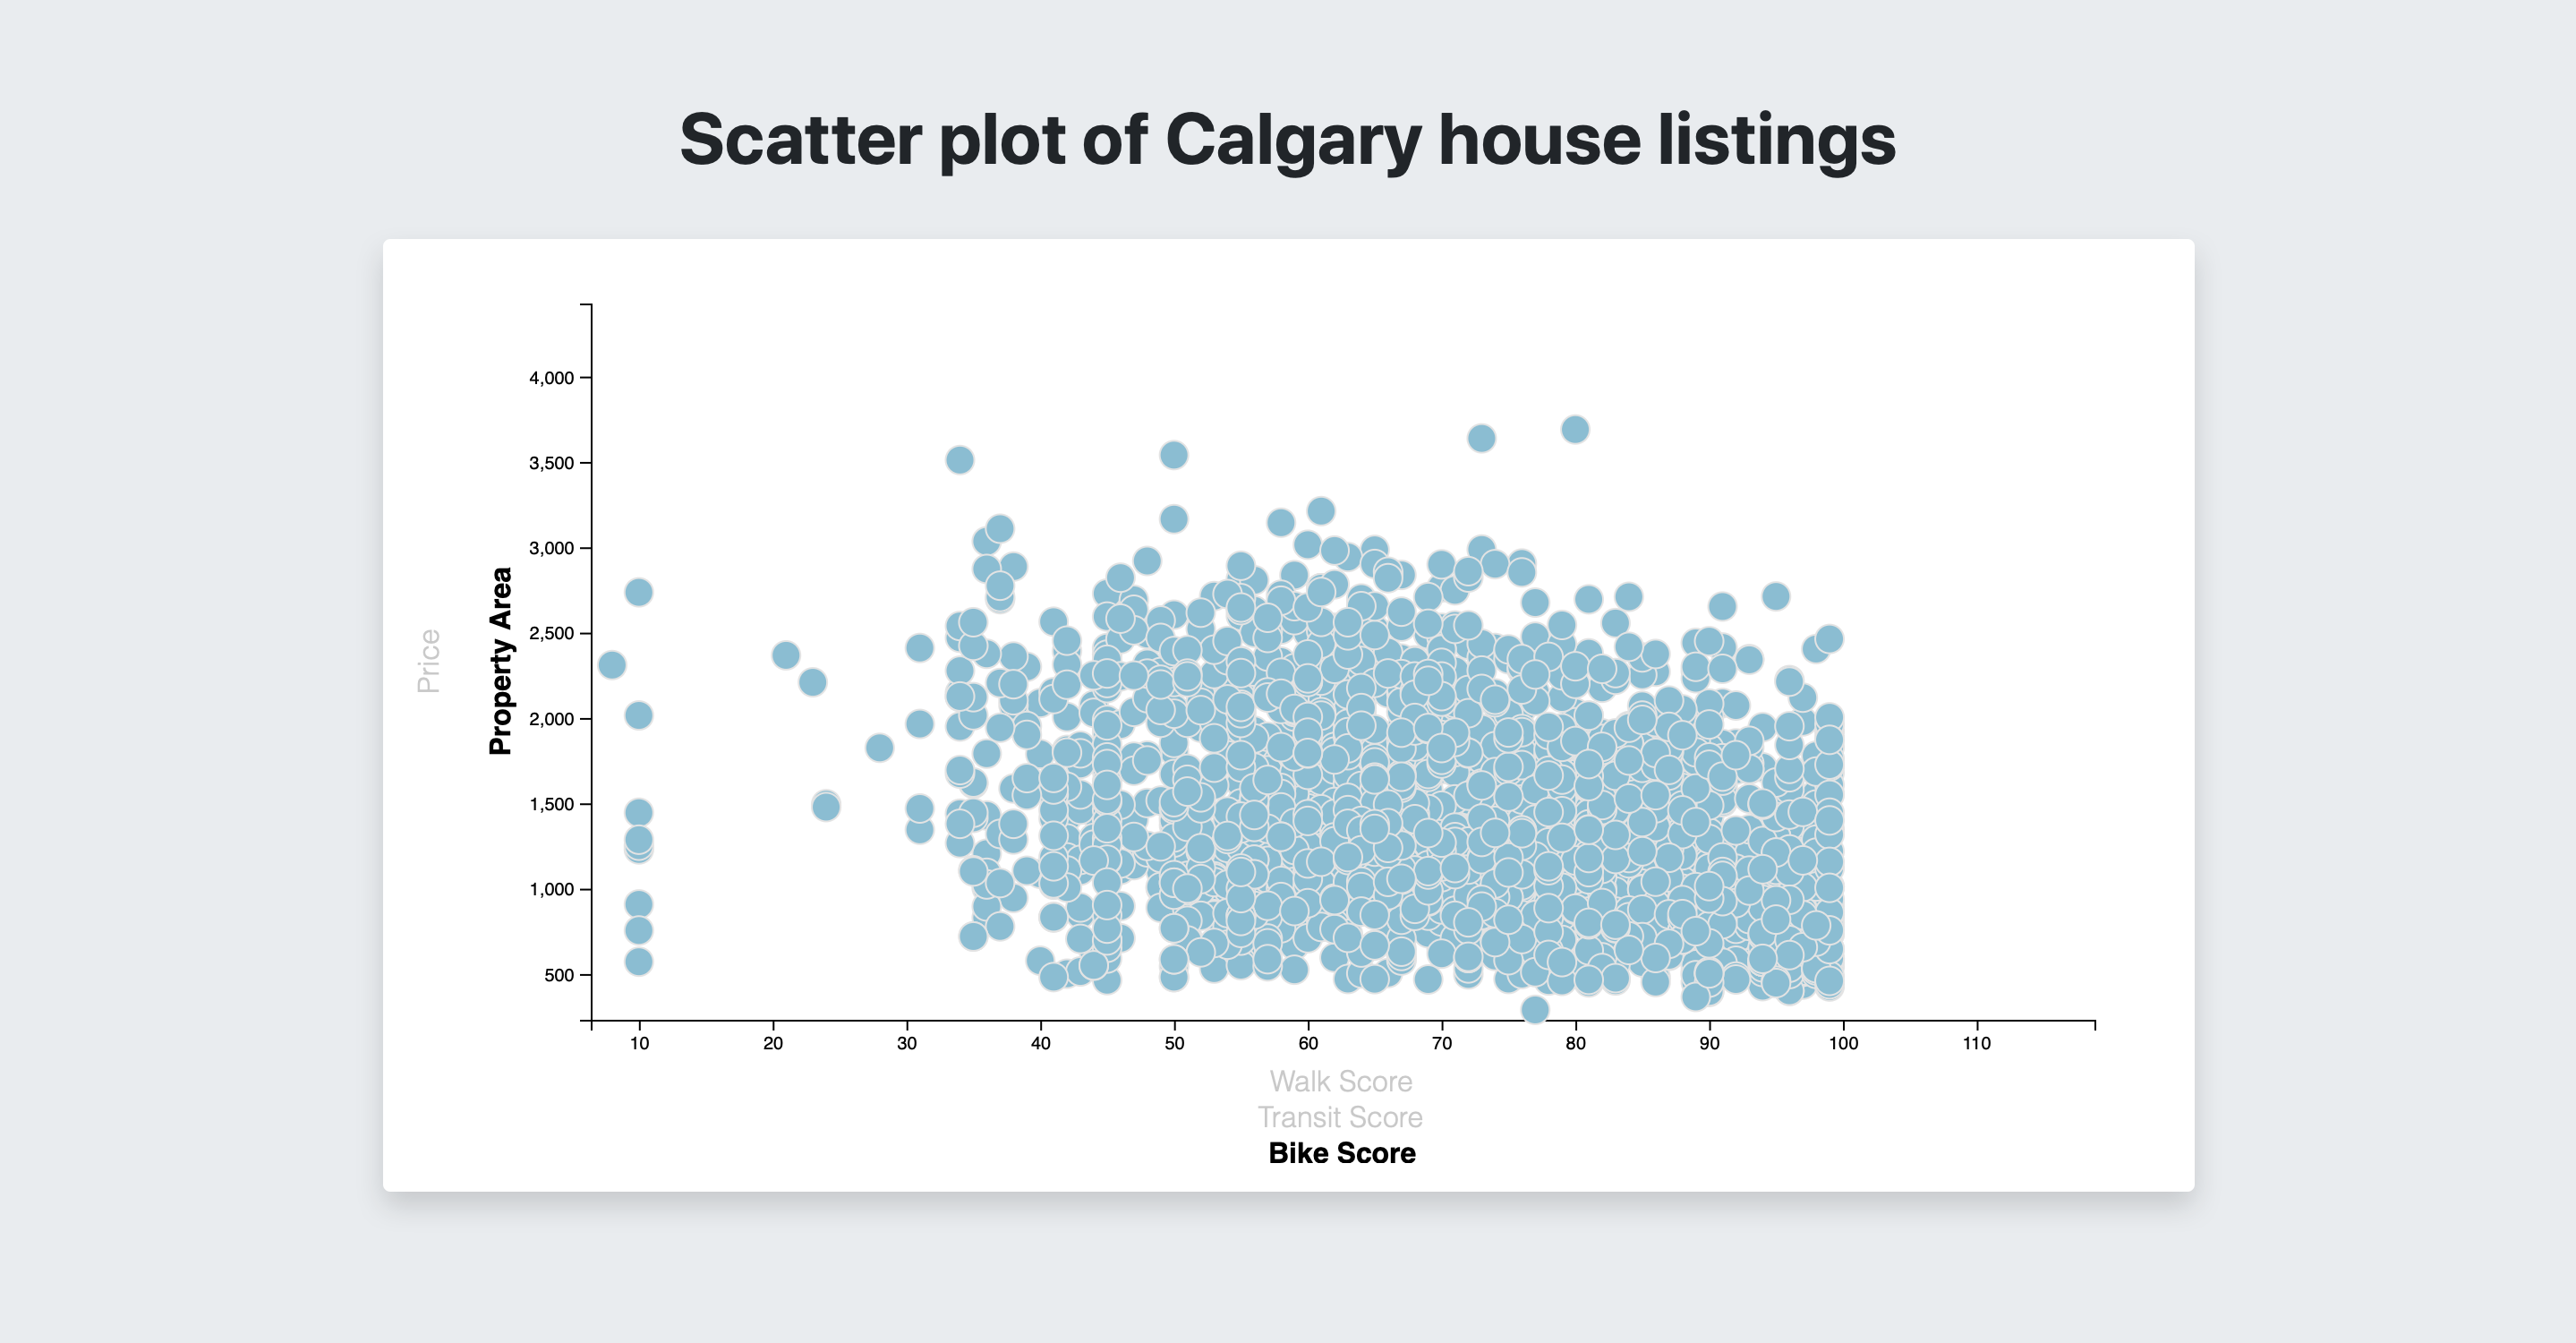 Scatter plot of Calgary house listings
Price
Property Area
4,000
3,500
3,000
2,500
2,000
1,500
1,000
500
10 20 30 40 50 60 70 80 90 100 110
Walk Score
Transit Score
Bike Score